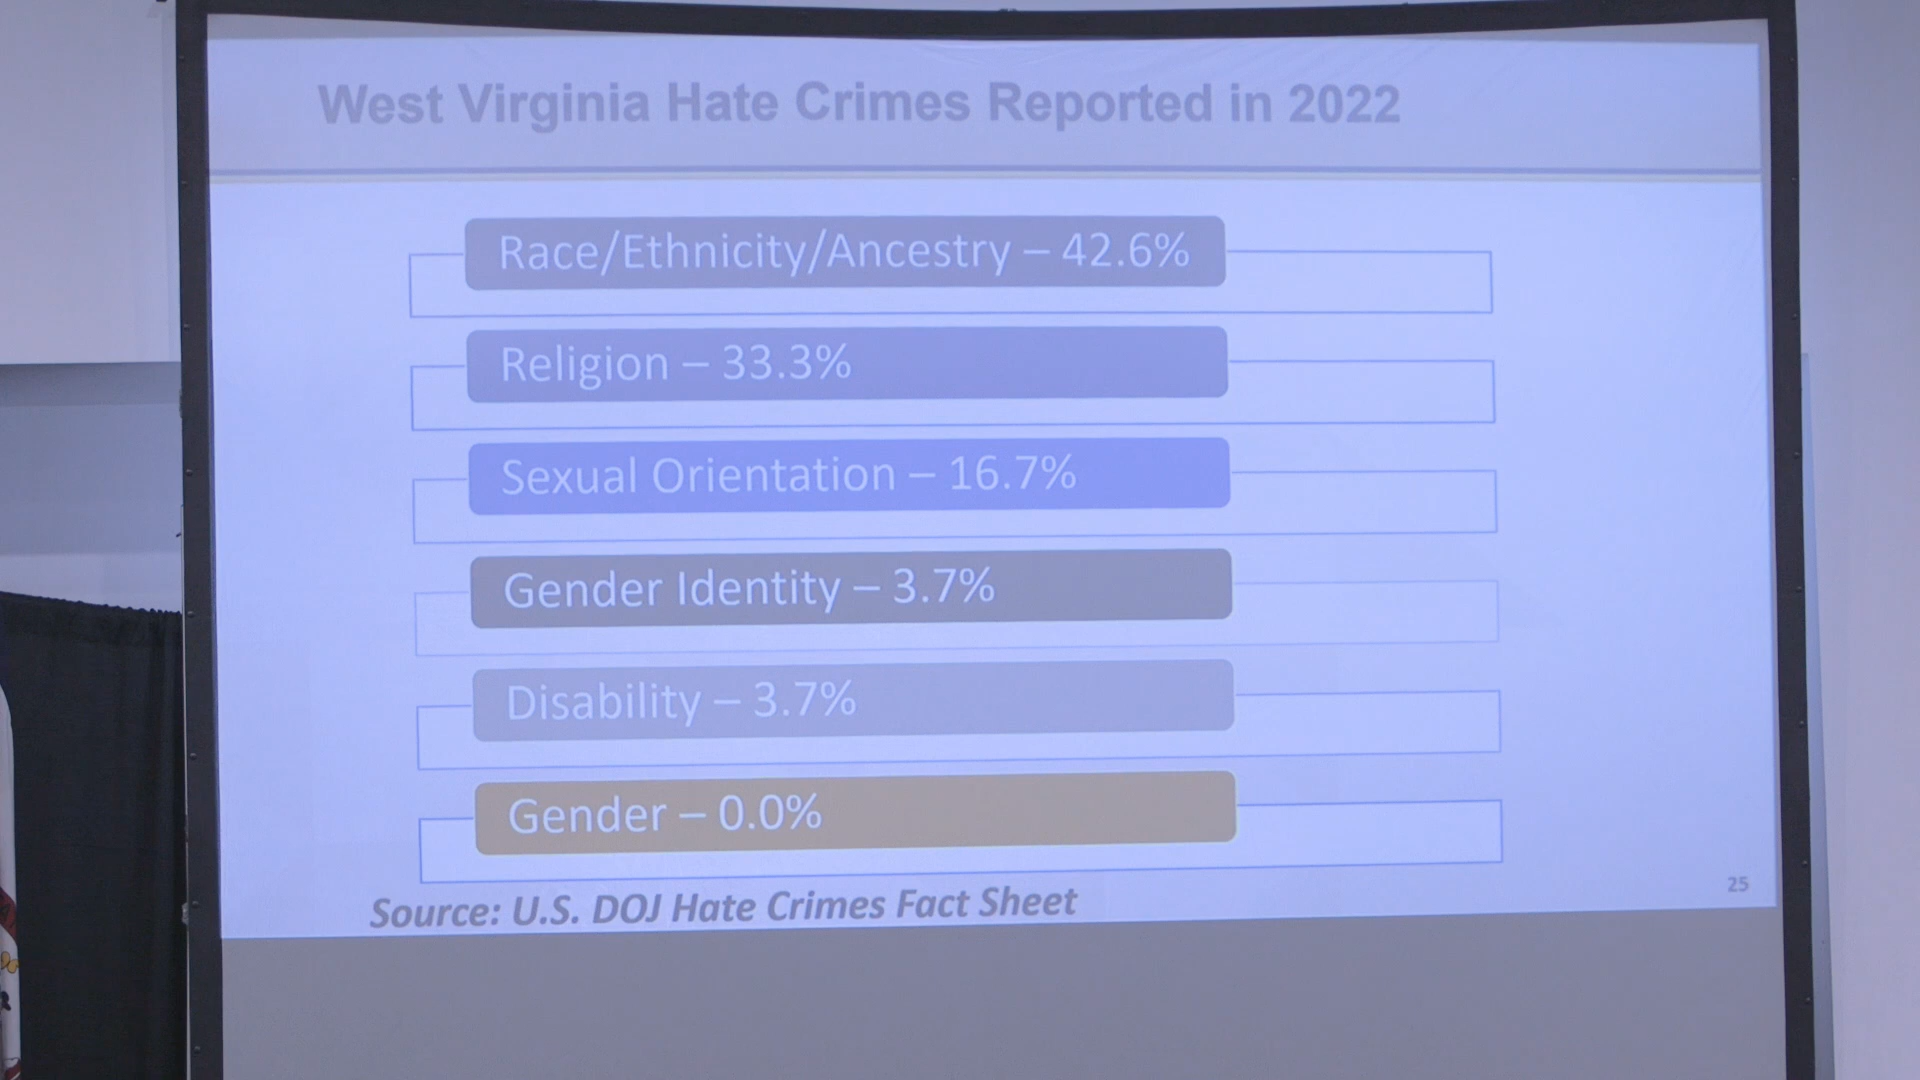 West Virginia Hate Crimes Reported in 2022
Race/Ethnicity/Ancestry – 42.6%
Religion – 33.3%
Sexual Orientation – 16.7%
Gender Identity – 3.7%
Disability – 3.7%
Gender – 0.0%
Source: U.S. DOJ Hate Crimes Fact Sheet
25